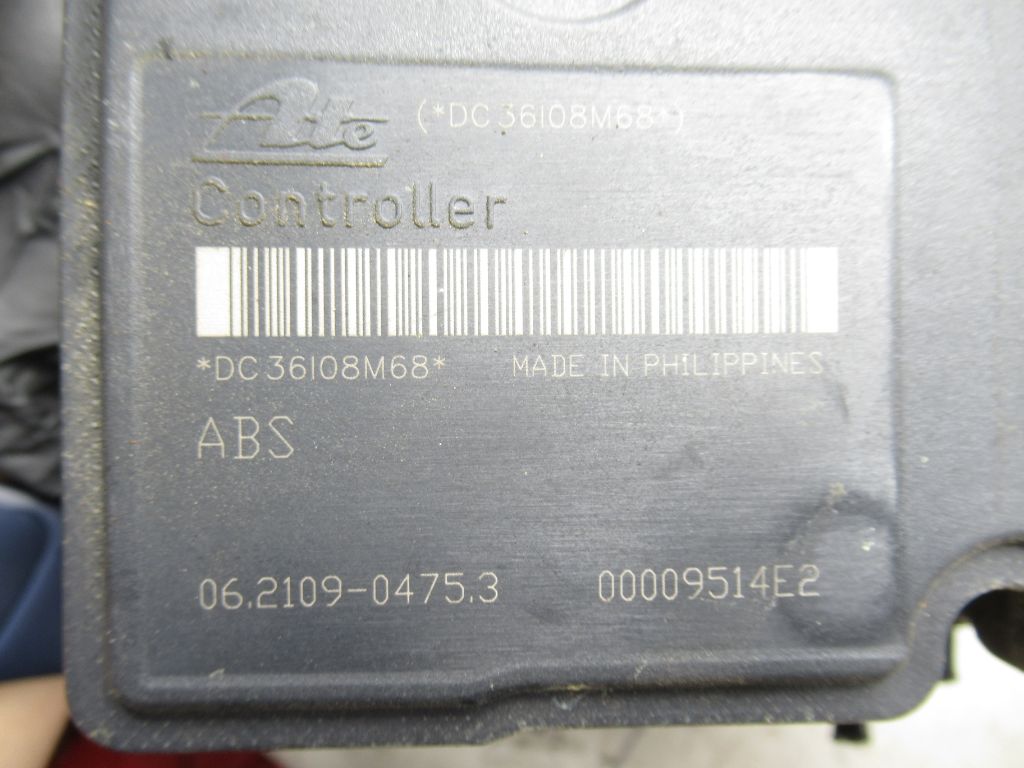 Ate (*DC36108M68*)
Controller
*DC36108M68* MADE IN PHILIPPINES
ABS
06.2109-0475.3 00009514E2